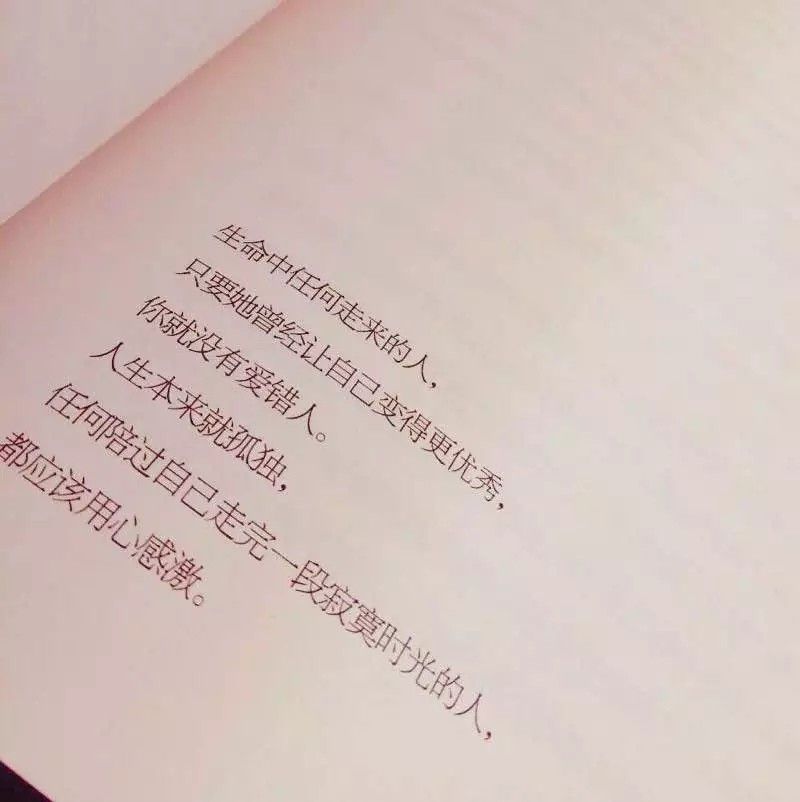 生命中任何走来的人，
只要她曾经让自己变得更优秀，
你就没有爱错人。
人生本来就孤独，
任何陪过自己走完一段寂寞时光的人，
都应该用心感激。